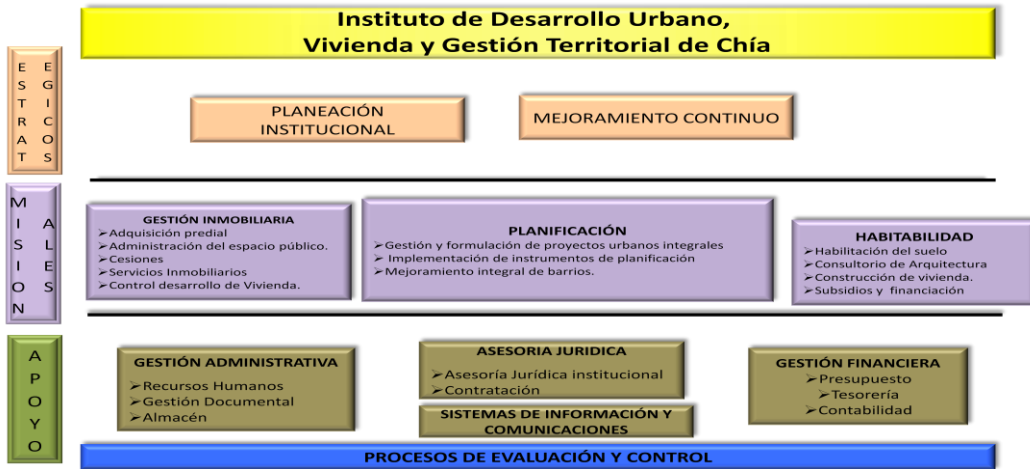 Instituto de Desarrollo Urbano,
Vivienda y Gestión Territorial de Chía
ESTRATEGICOS
PLANEACIÓN
INSTITUCIONAL
MEJORAMIENTO CONTINUO
MISIONALES
GESTIÓN INMOBILIARIA
➢Adquisición predial
➢Administración del espacio público.
➢Cesiones
➢Servicios Inmobiliarios
➢Control desarrollo de Vivienda.
PLANIFICACIÓN
➢Gestión y formulación de proyectos urbanos integrales
➢ Implementación de instrumentos de planificación
➢Mejoramiento integral de barrios.
HABITABILIDAD
➢Habilitación del suelo
➢Consultorio de Arquitectura
➢Construcción de vivienda.
➢Subsidios y financiación
APOYO
GESTIÓN ADMINISTRATIVA
➢Recursos Humanos
➢Gestión Documental
➢Almacén
ASESORIA JURIDICA
➢Asesoría Jurídica institucional
➢Contratación
SISTEMAS DE INFORMACIÓN Y
COMUNICACIONES
GESTIÓN FINANCIERA
➢Presupuesto
➢Tesorería
➢Contabilidad
PROCESOS DE EVALUACIÓN Y CONTROL